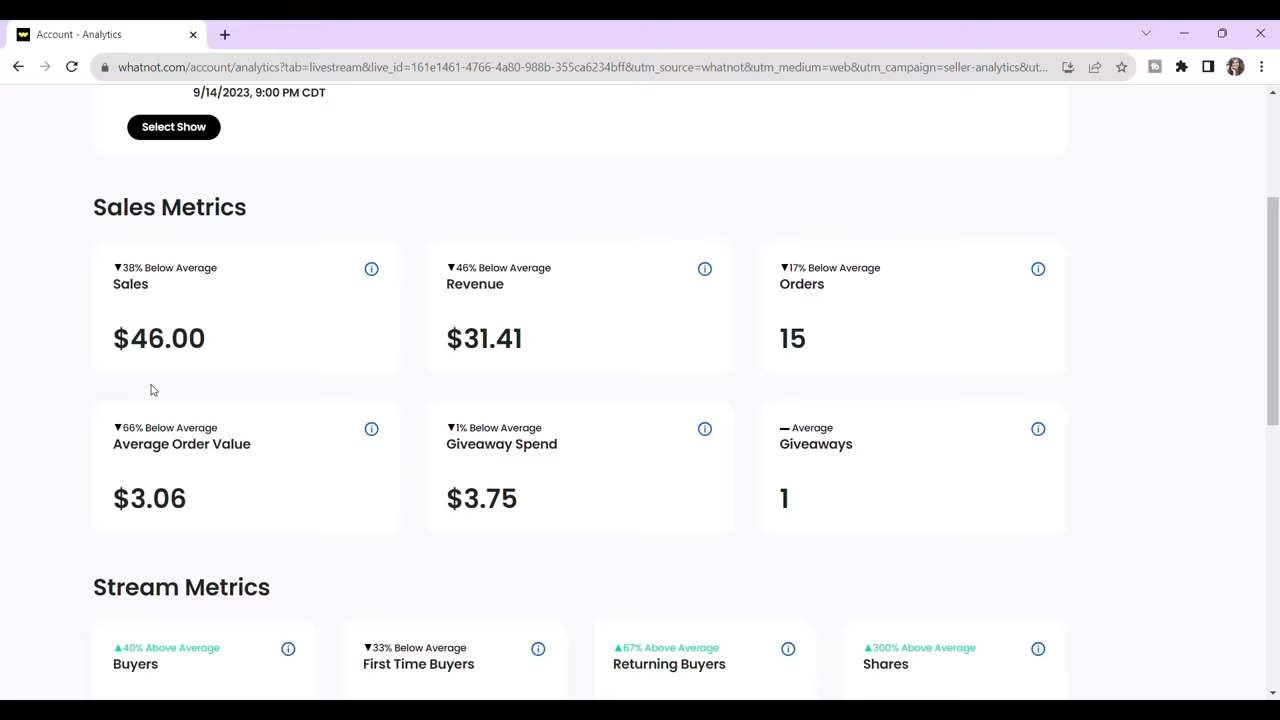 Account - Analytics
whatnot.com/account/analytics?tab=livestream&live_id=161e1461-4766-4a80-988b-355ca6234bff&utm_source=whatnot&utm_medium=web&utm_campaign=seller-analytics&ut...
9/14/2023, 9:00 PM CDT
Select Show
Sales Metrics
▼38% Below Average
Sales
$46.00
▼46% Below Average
Revenue
$31.41
▼17% Below Average
Orders
15
▼66% Below Average
Average Order Value
$3.06
▼1% Below Average
Giveaway Spend
$3.75
— Average
Giveaways
1
Stream Metrics
▲40% Above Average
Buyers
▼33% Below Average
First Time Buyers
▲67% Above Average
Returning Buyers
▲300% Above Average
Shares